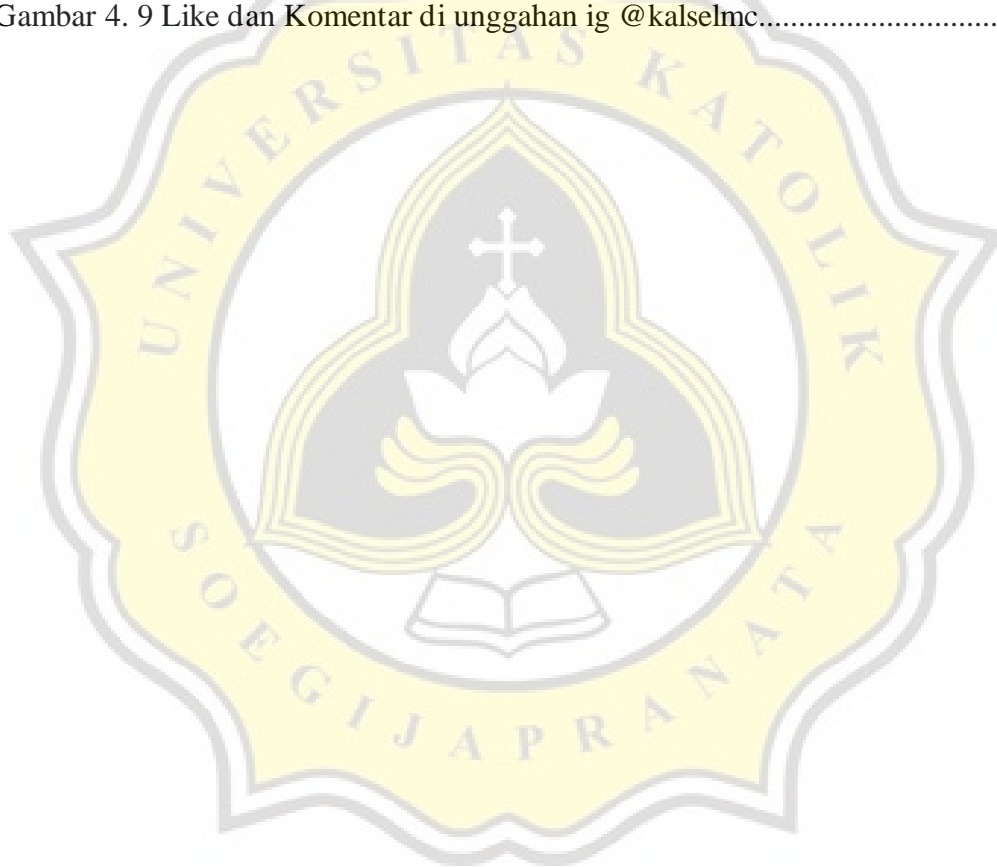 Gambar 4. 9 Like dan Komentar di unggahan ig @kalselmc..............................
UNIVERSITAS KATOLIK
SOEGIJAPRANATA